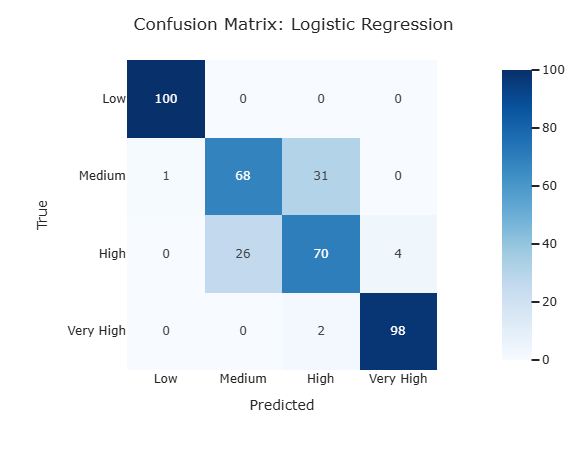 Confusion Matrix: Logistic Regression
Low 100 0 0 0
Medium 1 68 31 0
High 0 26 70 4
Very High 0 0 2 98
Low Medium High Very High
Predicted
True
100
80
60
40
20
0